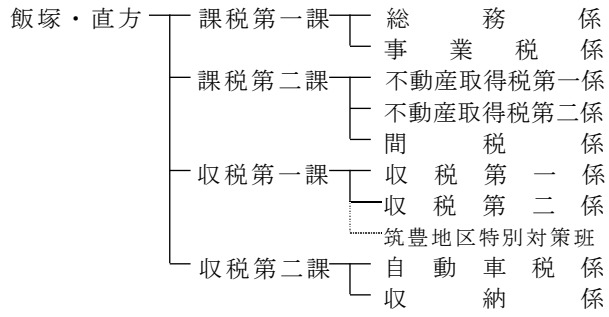 飯塚・直方 課税第一課 総務係
事業税係
課税第二課 不動産取得税第一係
不動産取得税第二係
間税係
収税第一課 収税第一係
収税第二係
筑豊地区特別対策班
収税第二課 自動車税係
収納係